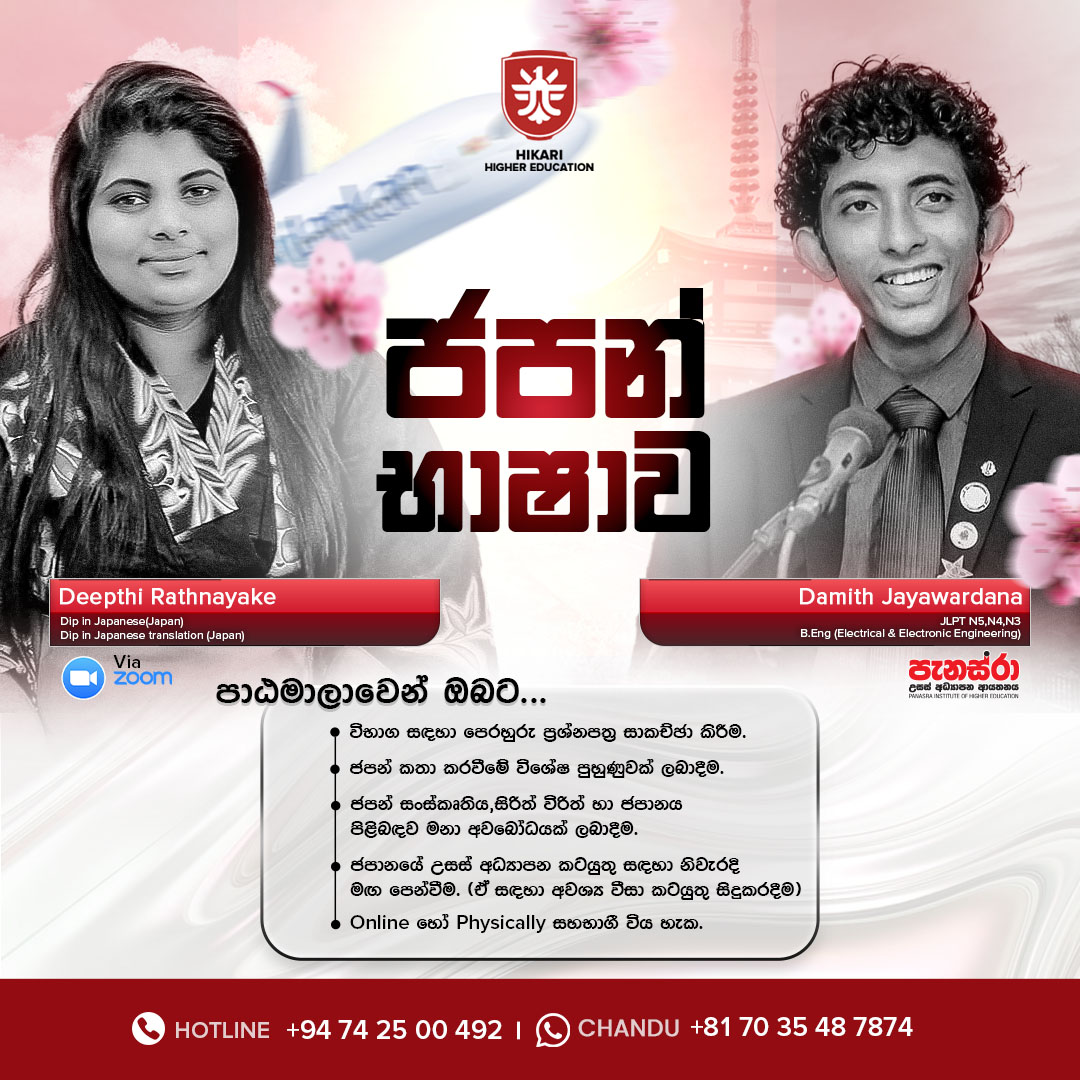 HIKARI
HIGHER EDUCATION
ජපන්
භාෂාව
Deepthi Rathnayake
Dip in Japanese(Japan)
Dip in Japanese translation (Japan)
Damith Jayawardana
JLPT N5,N4,N3
B.Eng (Electrical & Electronic Engineering)
Via
zoom
පැනස්රා
උසස් අධ්‍යාපන ආයතනය
PANASRA INSTITUTE OF HIGHER EDUCATION
පාඨමාලාවෙන් ඔබට...
විභාග සඳහා පෙරහුරු ප්‍රශ්නපත්‍ර සාකච්ඡා කිරීම.
ජපන් කතා කරවීමේ විශේෂ පුහුණුවක් ලබාදීම.
ජපන් සංස්කෘතිය,සිරිත් විරිත් හා ජපානය
පිළිබඳව මනා අවබෝධයක් ලබාදීම.
ජපානයේ උසස් අධ්‍යාපන කටයුතු සඳහා නිවැරදි
මඟ පෙන්වීම. (ඒ සඳහා අවශ්‍ය වීසා කටයුතු සිදුකරදීම)
Online හෝ Physically සහභාගී විය හැක.
HOTLINE +94 74 25 00 492 | CHANDU +81 70 35 48 7874